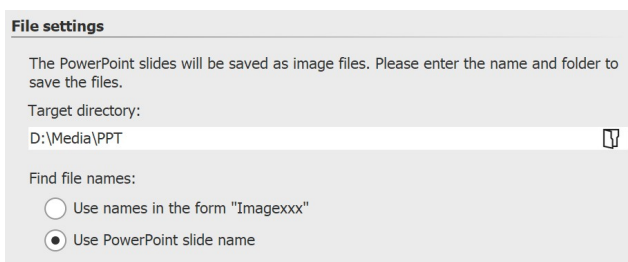 File settings
The PowerPoint slides will be saved as image files. Please enter the name and folder to
save the files.
Target directory:
D:\Media\PPT
Find file names:
Use names in the form "Imagexxx"
Use PowerPoint slide name